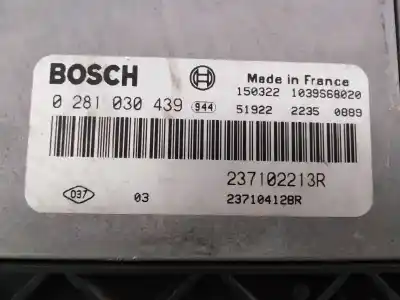 BOSCH Made in France
150322 1039S68020
0 281 030 439 944 51922 2235 0889
237102213R
037 03 237104128R